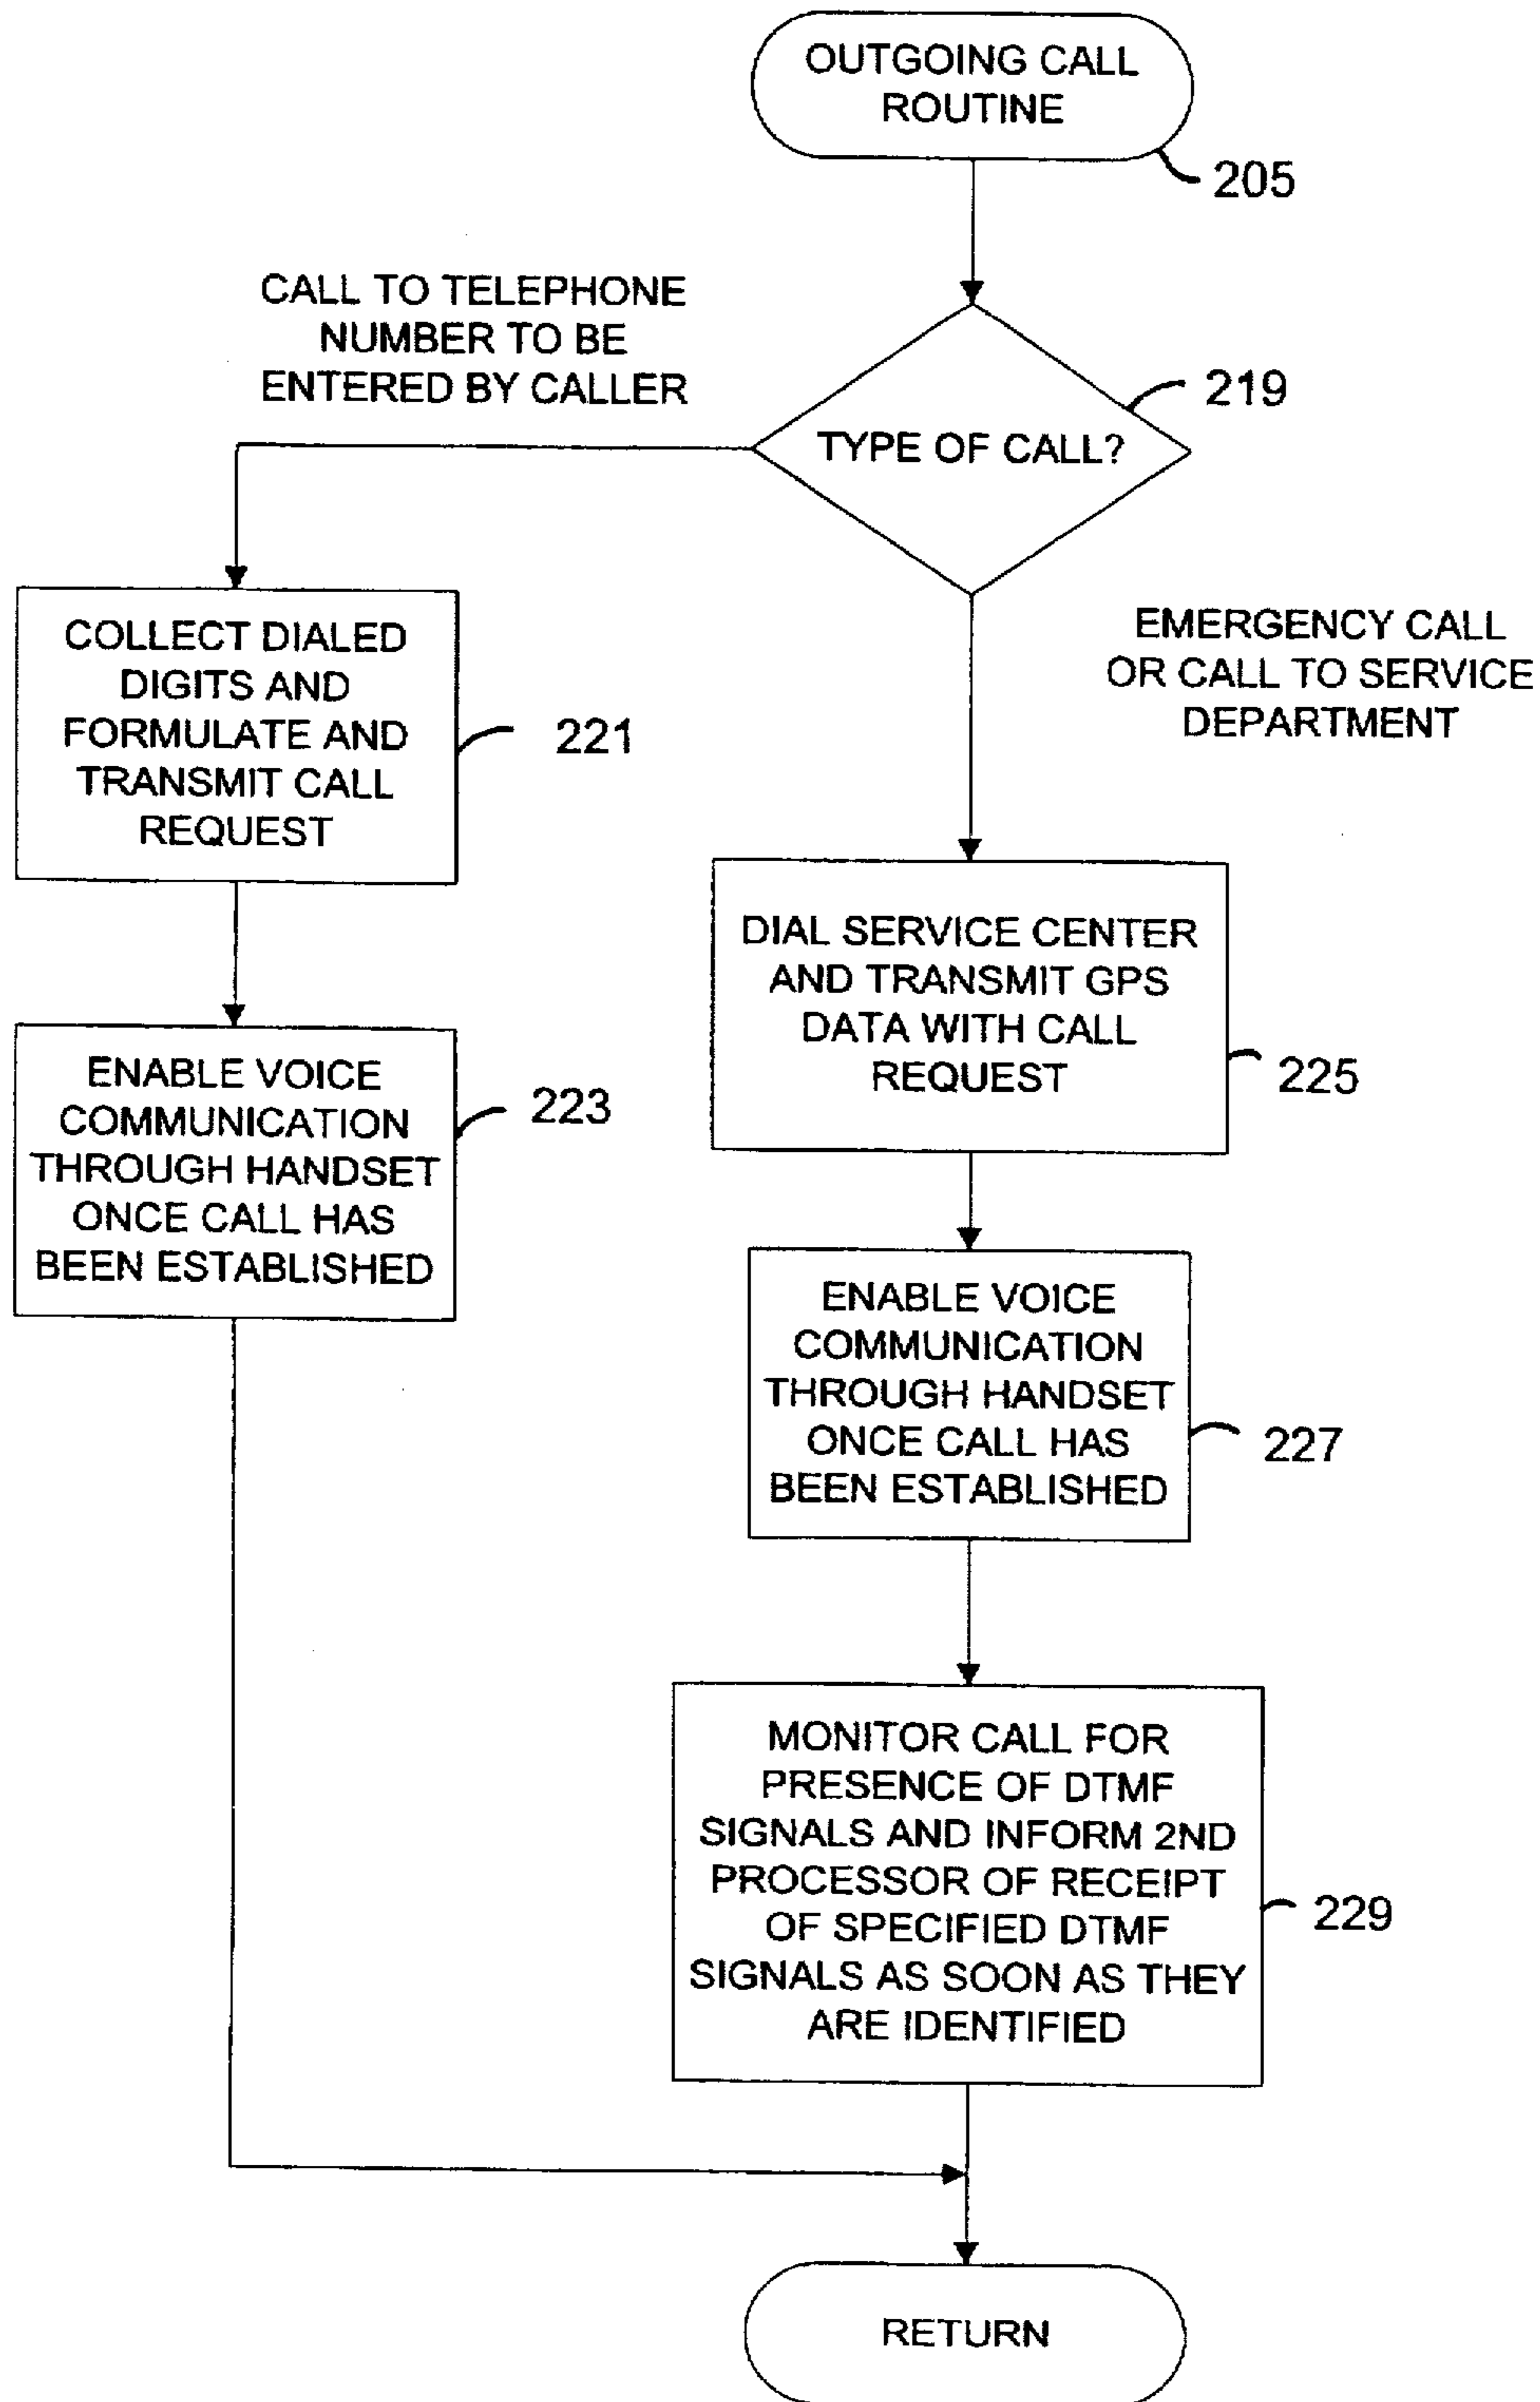 OUTGOING CALL
ROUTINE
205
CALL TO TELEPHONE
NUMBER TO BE
ENTERED BY CALLER
219
TYPE OF CALL?
COLLECT DIALED
DIGITS AND
FORMULATE AND
TRANSMIT CALL
REQUEST
221
EMERGENCY CALL
OR CALL TO SERVICE
DEPARTMENT
DIAL SERVICE CENTER
AND TRANSMIT GPS
DATA WITH CALL
REQUEST
225
ENABLE VOICE
COMMUNICATION
THROUGH HANDSET
ONCE CALL HAS
BEEN ESTABLISHED
223
ENABLE VOICE
COMMUNICATION
THROUGH HANDSET
ONCE CALL HAS
BEEN ESTABLISHED
227
MONITOR CALL FOR
PRESENCE OF DTMF
SIGNALS AND INFORM 2ND
PROCESSOR OF RECEIPT
OF SPECIFIED DTMF
SIGNALS AS SOON AS THEY
ARE IDENTIFIED
229
RETURN